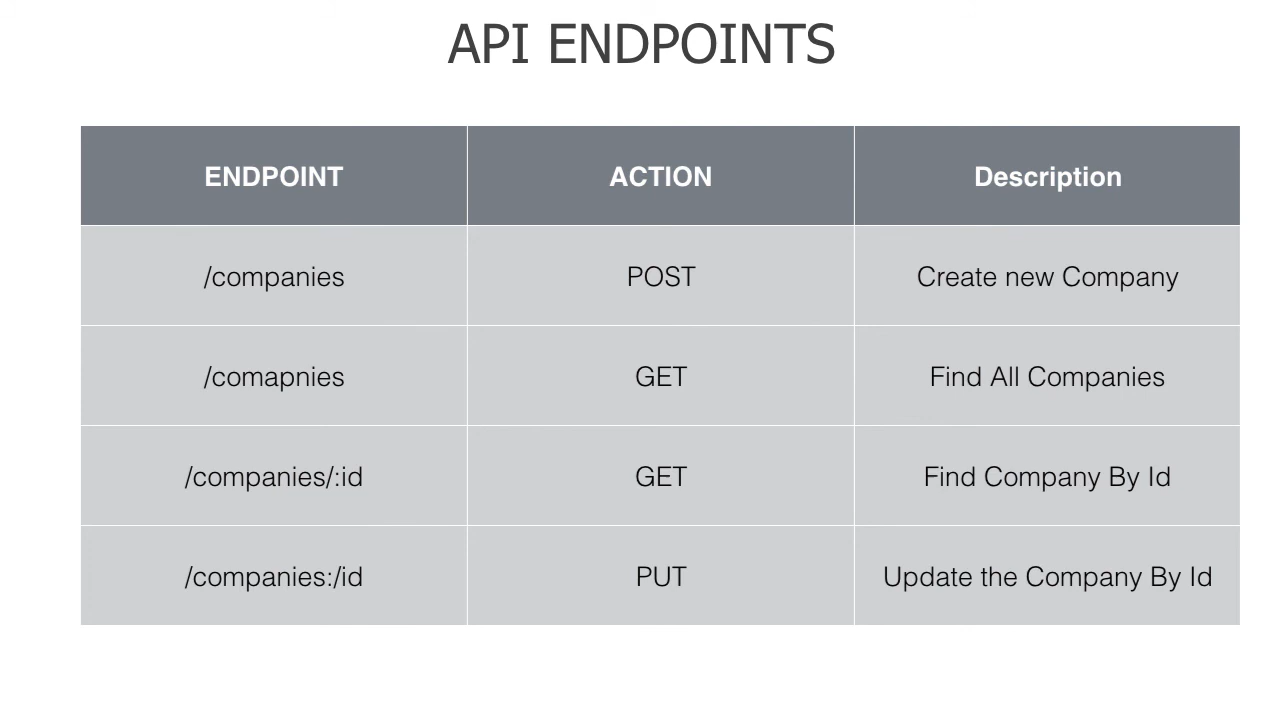 API ENDPOINTS
ENDPOINT ACTION Description
/companies POST Create new Company
/comapnies GET Find All Companies
/companies/:id GET Find Company By Id
/companies:/id PUT Update the Company By Id